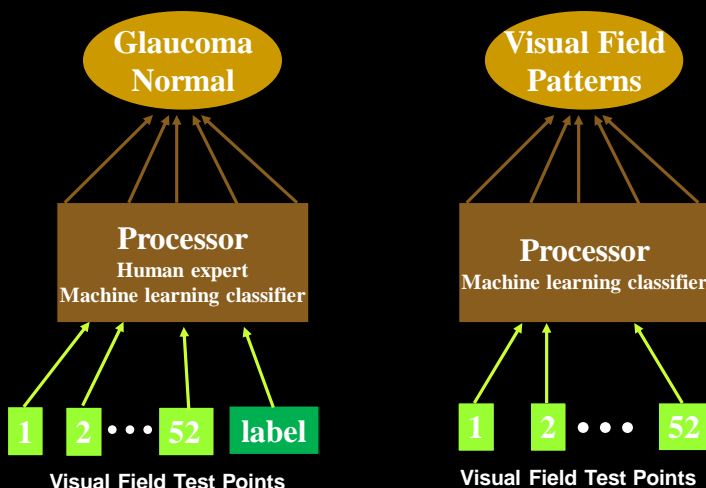 Glaucoma
Normal
Processor
Human expert
Machine learning classifier
1 2 ••• 52 label
Visual Field Test Points
Visual Field
Patterns
Processor
Machine learning classifier
1 2 ••• 52
Visual Field Test Points